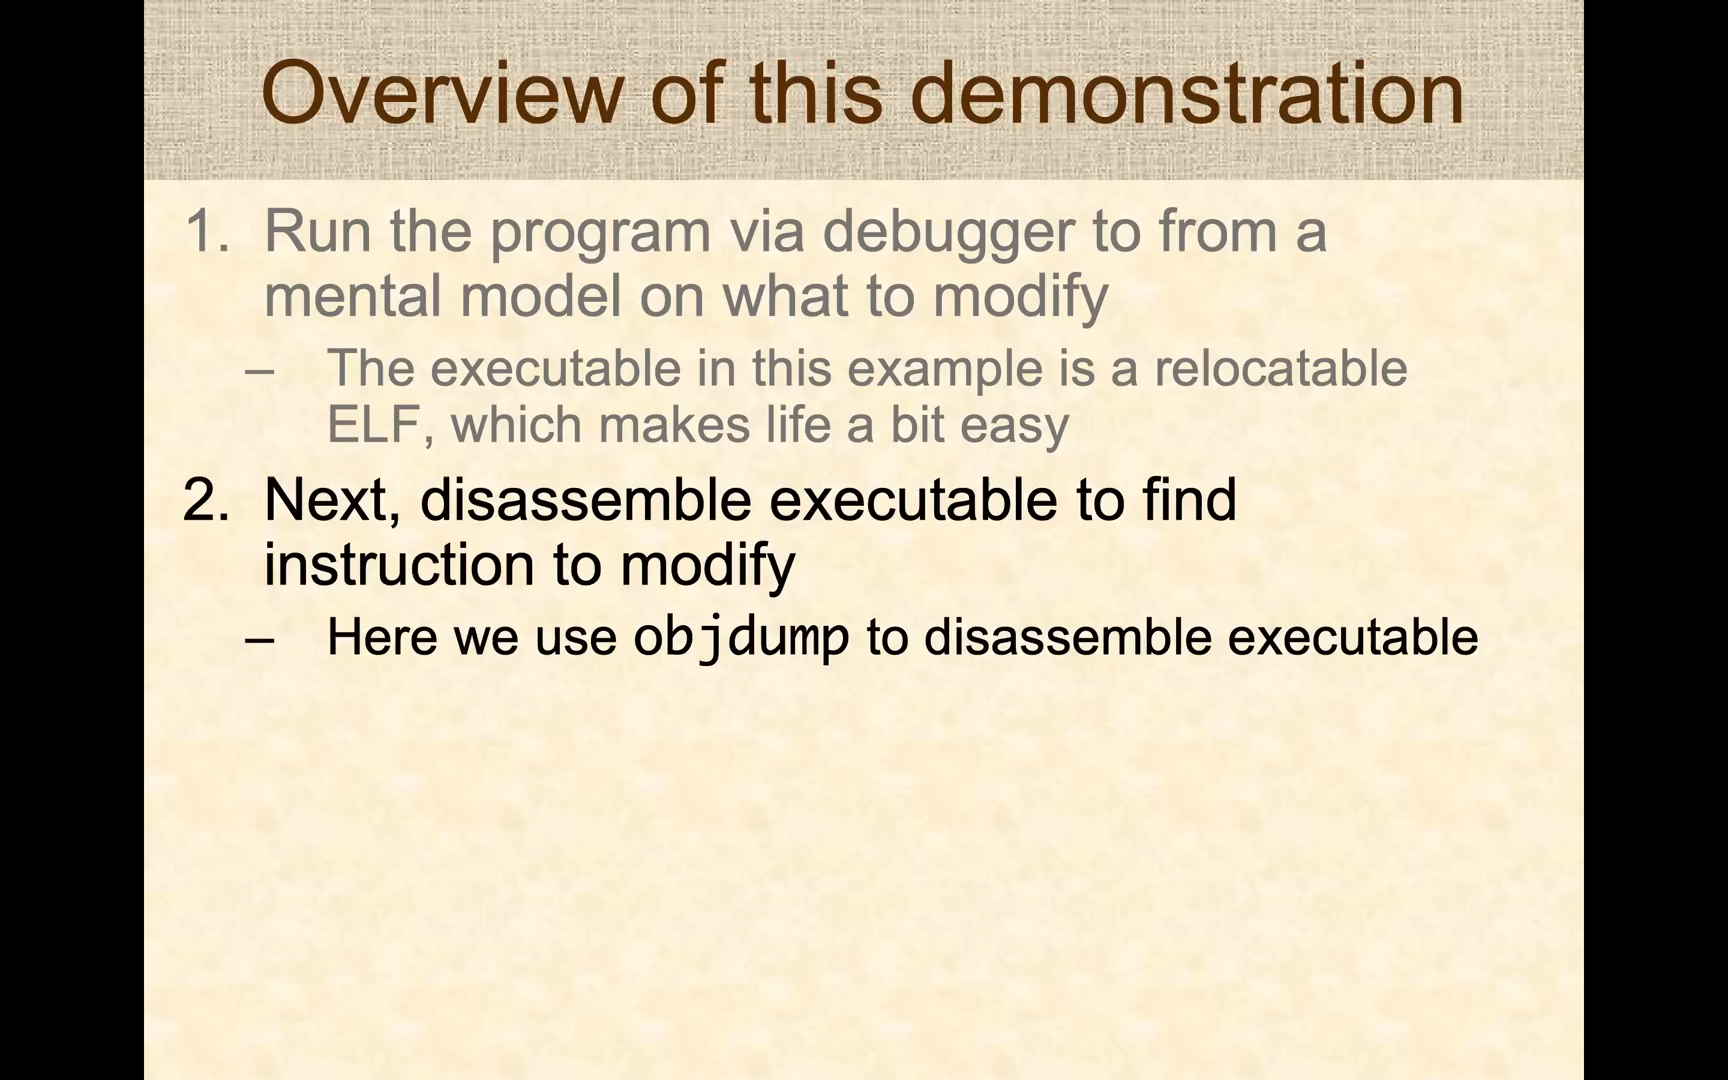 Overview of this demonstration
1. Run the program via debugger to from a
mental model on what to modify
– The executable in this example is a relocatable
ELF, which makes life a bit easy
2. Next, disassemble executable to find
instruction to modify
– Here we use objdump to disassemble executable